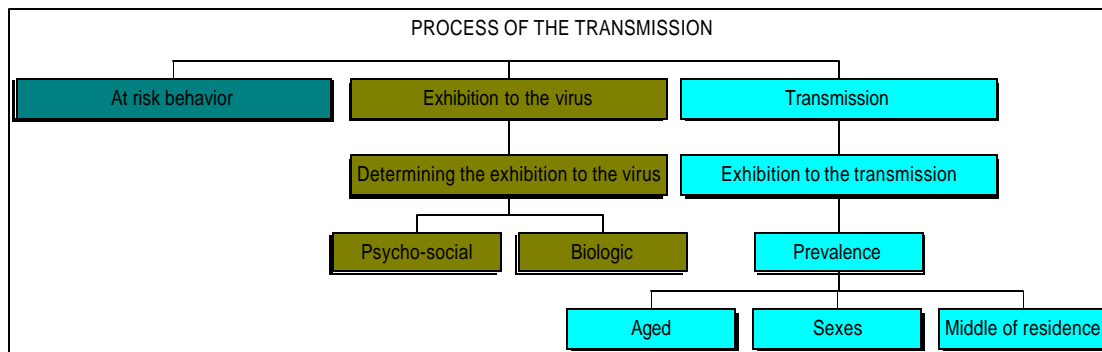 PROCESS OF THE TRANSMISSION
At risk behavior
Exhibition to the virus
Transmission
Determining the exhibition to the virus
Exhibition to the transmission
Psycho-social
Biologic
Prevalence
Aged
Sexes
Middle of residence